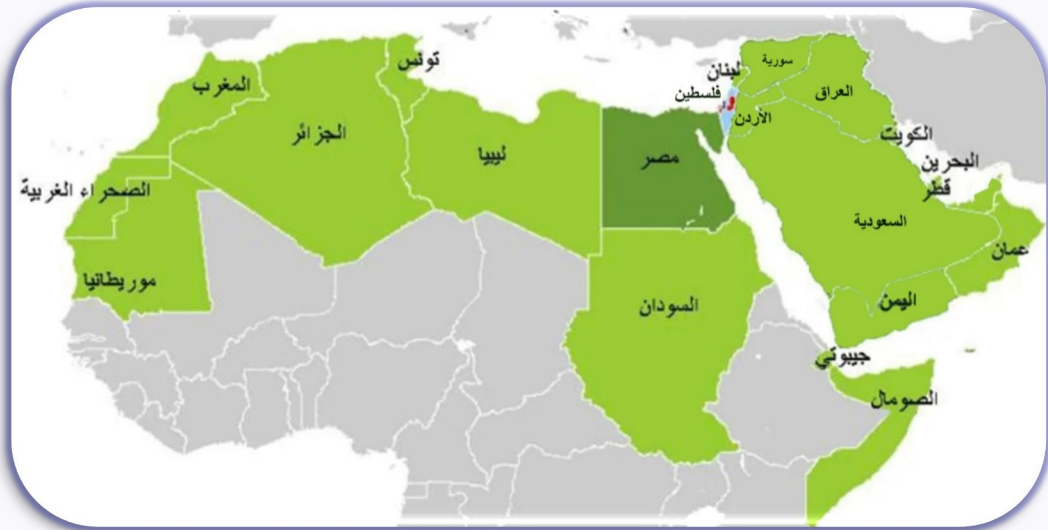 تونس
المغرب
الجزائر
ليبيا
مصر
لبنان
سورية
فلسطين
العراق
الأردن
الكويت
البحرين
قطر
السعودية
عمان
اليمن
الصحراء الغربية
موريطانيا
السودان
جيبوتي
الصومال